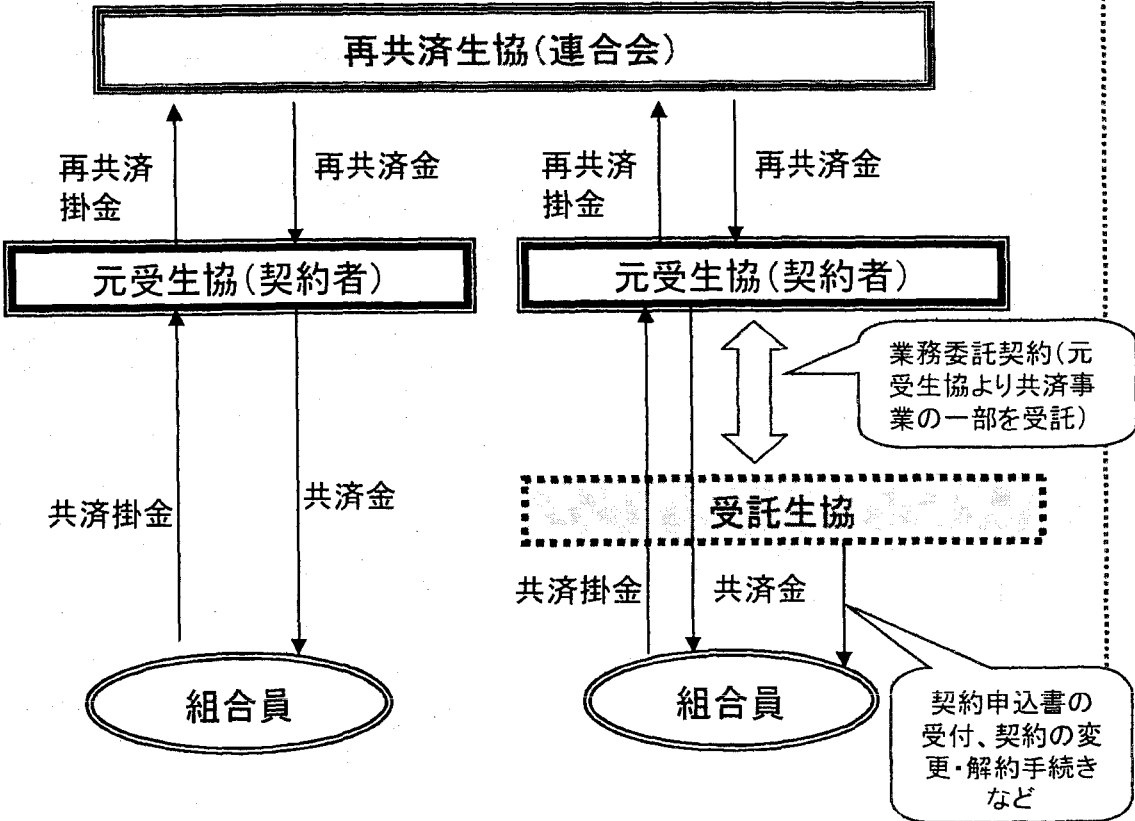 再共済生協(連合会)
再共済
掛金
再共済金
再共済
掛金
再共済金
元受生協(契約者)
元受生協(契約者)
業務委託契約(元
受生協より共済事
業の一部を受託)
共済掛金
共済金
受託生協
共済掛金
共済金
組合員
組合員
契約申込書の
受付、契約の変
更・解約手続き
など